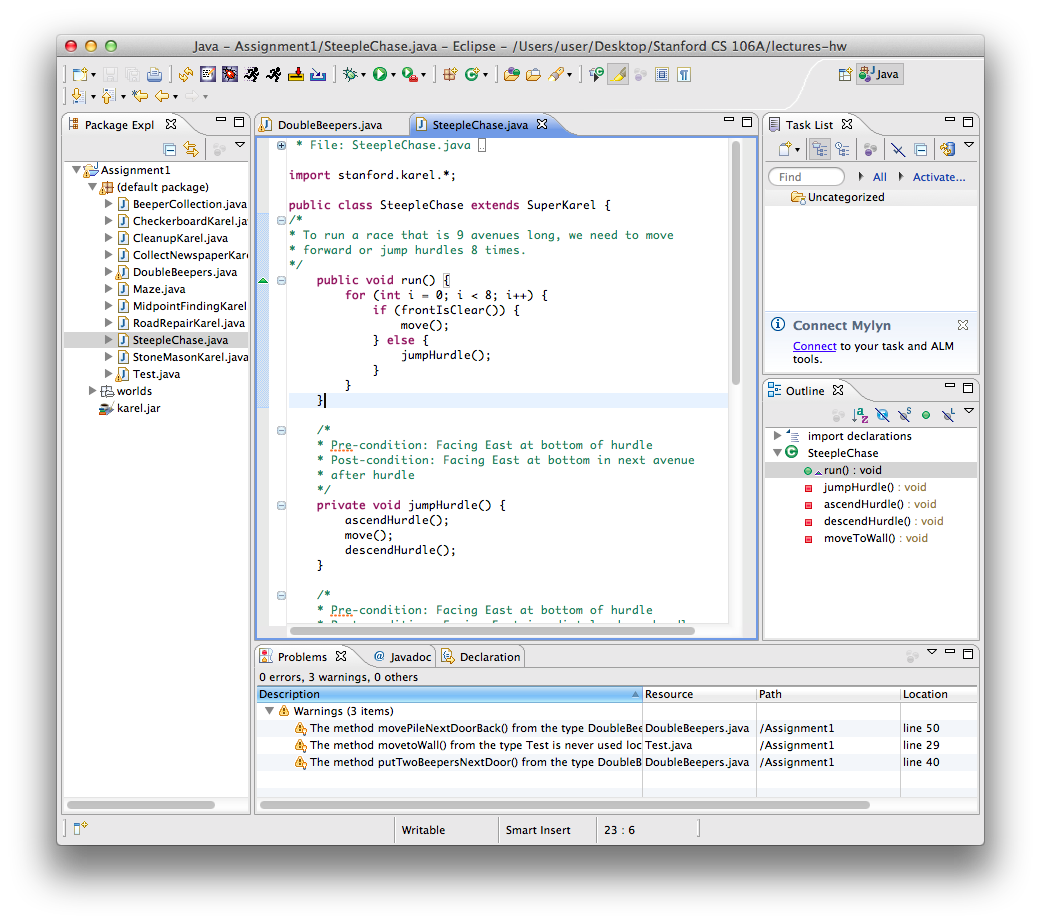 Java - Assignment1/SteepleChase.java - Eclipse - /Users/user/Desktop/Stanford CS 106A/lectures-hw
Java
Package Expl
Assignment1
(default package)
BeeperCollection.java
CheckerboardKarel.ja
CleanupKarel.java
CollectNewspaperKar
DoubleBeepers.java
Maze.java
MidpointFindingKarel
RoadRepairKarel.java
SteepleChase.java
StoneMasonKarel.java
Test.java
worlds
karel.jar
DoubleBeepers.java
SteepleChase.java
* File: SteepleChase.java
import stanford.karel.*;
public class SteepleChase extends SuperKarel {
/*
* To run a race that is 9 avenues long, we need to move
* forward or jump hurdles 8 times.
*/
public void run() {
for (int i = 0; i < 8; i++) {
if (frontIsClear()) {
move();
} else {
jumpHurdle();
}
}
}
/*
* Pre-condition: Facing East at bottom of hurdle
* Post-condition: Facing East at bottom in next avenue
* after hurdle
*/
private void jumpHurdle() {
ascendHurdle();
move();
descendHurdle();
}
/*
* Pre-condition: Facing East at bottom of hurdle
Task List
Find
All
Activate...
Uncategorized
Connect Mylyn
Connect to your task and ALM
tools.
Outline
import declarations
SteepleChase
run() : void
jumpHurdle() : void
ascendHurdle() : void
descendHurdle() : void
moveToWall() : void
Problems
@ Javadoc
Declaration
0 errors, 3 warnings, 0 others
Description Resource Path Location
Warnings (3 items)
The method movePileNextDoorBack() from the type DoubleBee DoubleBeepers.java /Assignment1 line 50
The method movetoWall() from the type Test is never used loc Test.java /Assignment1 line 29
The method putTwoBeepersNextDoor() from the type DoubleB DoubleBeepers.java /Assignment1 line 40
Writable Smart Insert 23 : 6